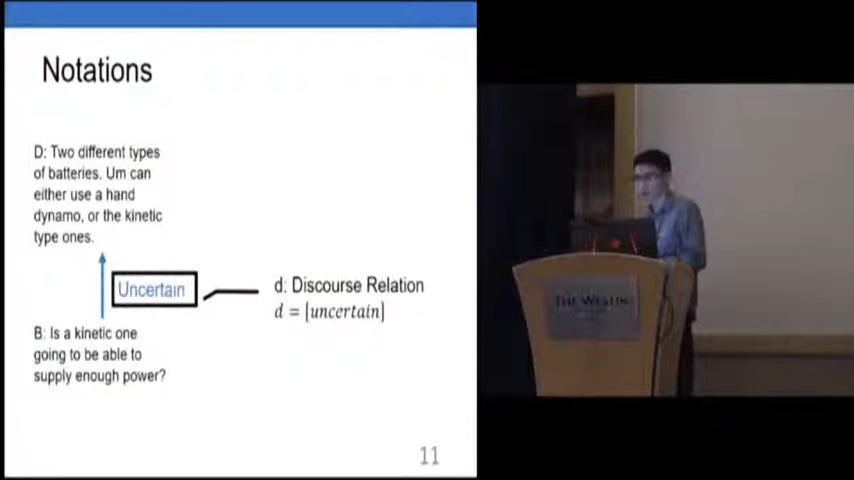 Notations
D: Two different types
of batteries. Um can
either use a hand
dynamo, or the kinetic
type ones.
Uncertain
d: Discourse Relation
d = [uncertain]
B: Is a kinetic one
going to be able to
supply enough power?
11
THE WESTIN